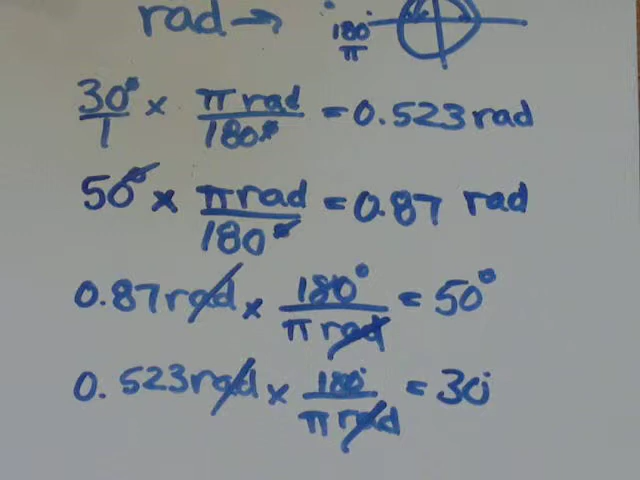 rad → 180°/π
30°/1 × π rad/180° = 0.523 rad
50° × π rad/180° = 0.87 rad
0.87 rad × 180°/π rad = 50°
0.523 rad × 180°/π rad = 30°